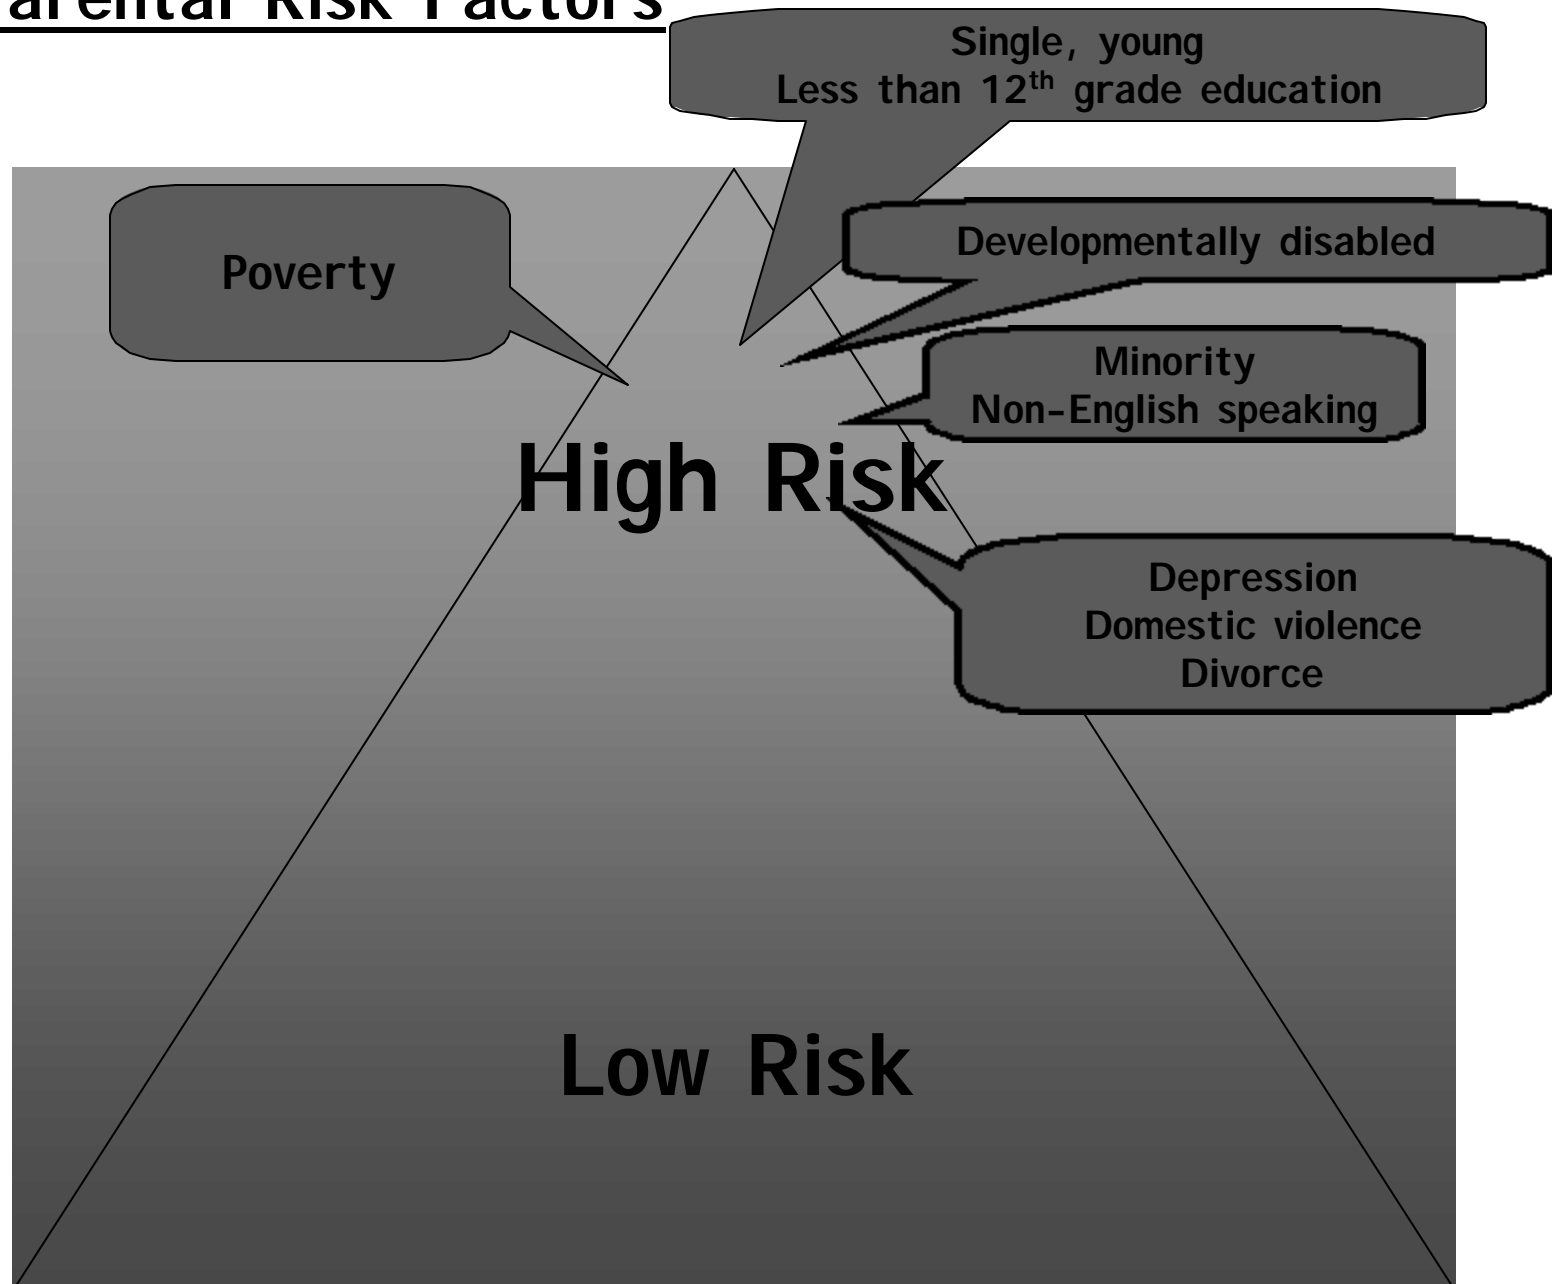 arental Risk Factors
Single, young
Less than 12th grade education
Poverty
Developmentally disabled
Minority
Non-English speaking
High Risk
Depression
Domestic violence
Divorce
Low Risk